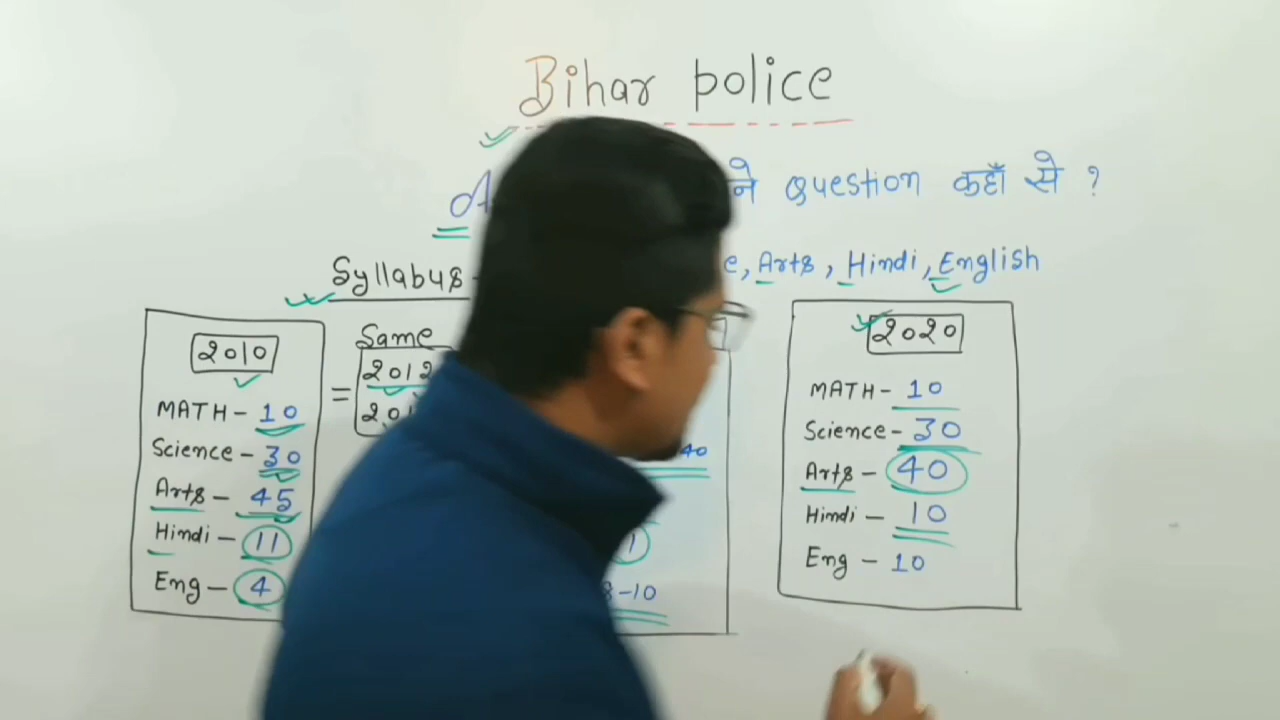 Bihar police
ने question कहाँ से ?
Syllabus - , Arts, Hindi, English
2010
MATH - 10
Science - 30
Arts - 45
Hindi - 11
Eng - 4
Same
=
2012
40
8-10
2020
MATH - 10
Science - 30
Arts - 40
Hindi - 10
Eng - 10